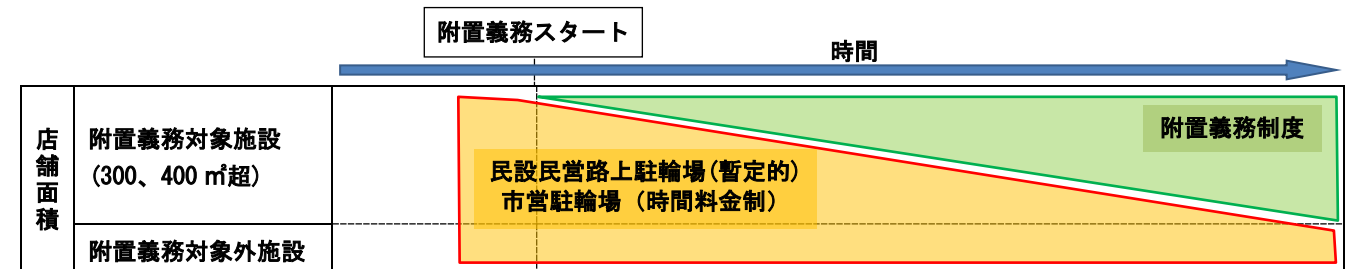 附置義務スタート
時間
店舗面積
附置義務対象施設
(300、400 ㎡超)
附置義務制度
民設民営路上駐輪場(暫定的)
市営駐輪場（時間料金制）
附置義務対象外施設